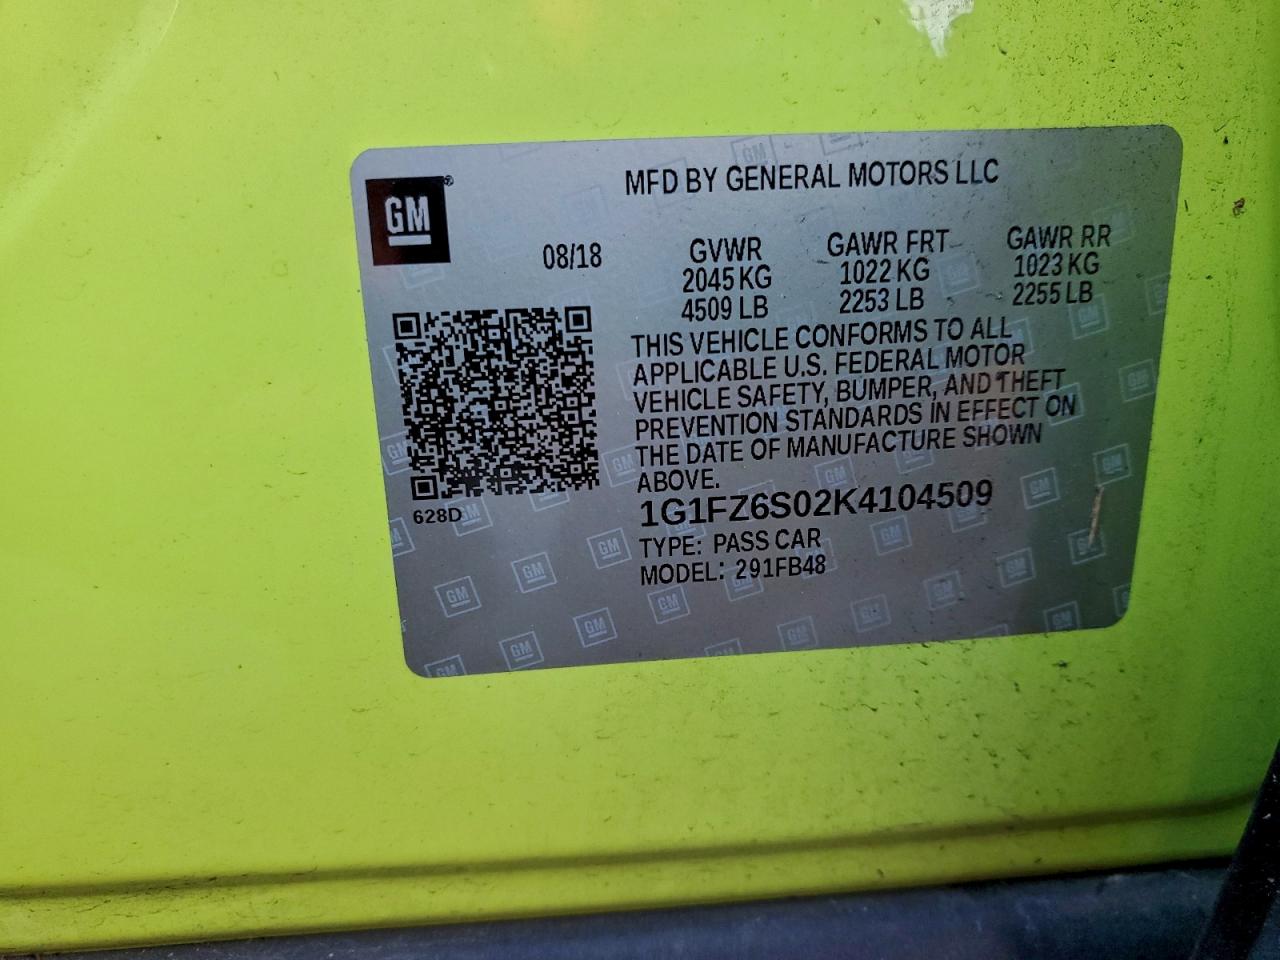 GM®
MFD BY GENERAL MOTORS LLC
08/18
GVWR GAWR FRT GAWR RR
2045 KG 1022 KG 1023 KG
4509 LB 2253 LB 2255 LB
THIS VEHICLE CONFORMS TO ALL
APPLICABLE U.S. FEDERAL MOTOR
VEHICLE SAFETY, BUMPER, AND THEFT
PREVENTION STANDARDS IN EFFECT ON
THE DATE OF MANUFACTURE SHOWN
ABOVE.
628D
1G1FZ6S02K4104509
TYPE: PASS CAR
MODEL: 291FB48